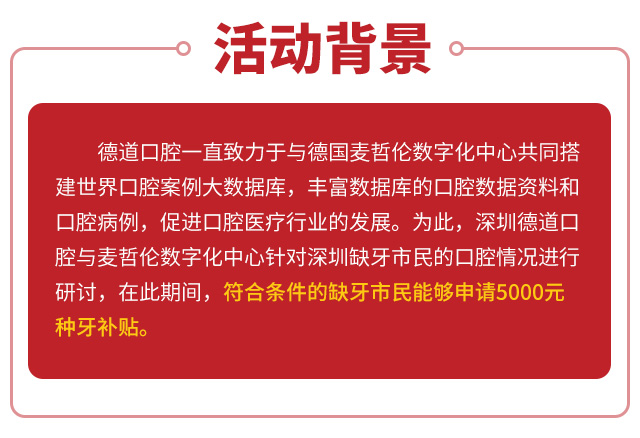 活动背景
德道口腔一直致力于与德国麦哲伦数字化中心共同搭
建世界口腔案例大数据库，丰富数据库的口腔数据资料和
口腔病例，促进口腔医疗行业的发展。为此，深圳德道口
腔与麦哲伦数字化中心针对深圳缺牙市民的口腔情况进行
研讨，在此期间，符合条件的缺牙市民能够申请5000元
种牙补贴。